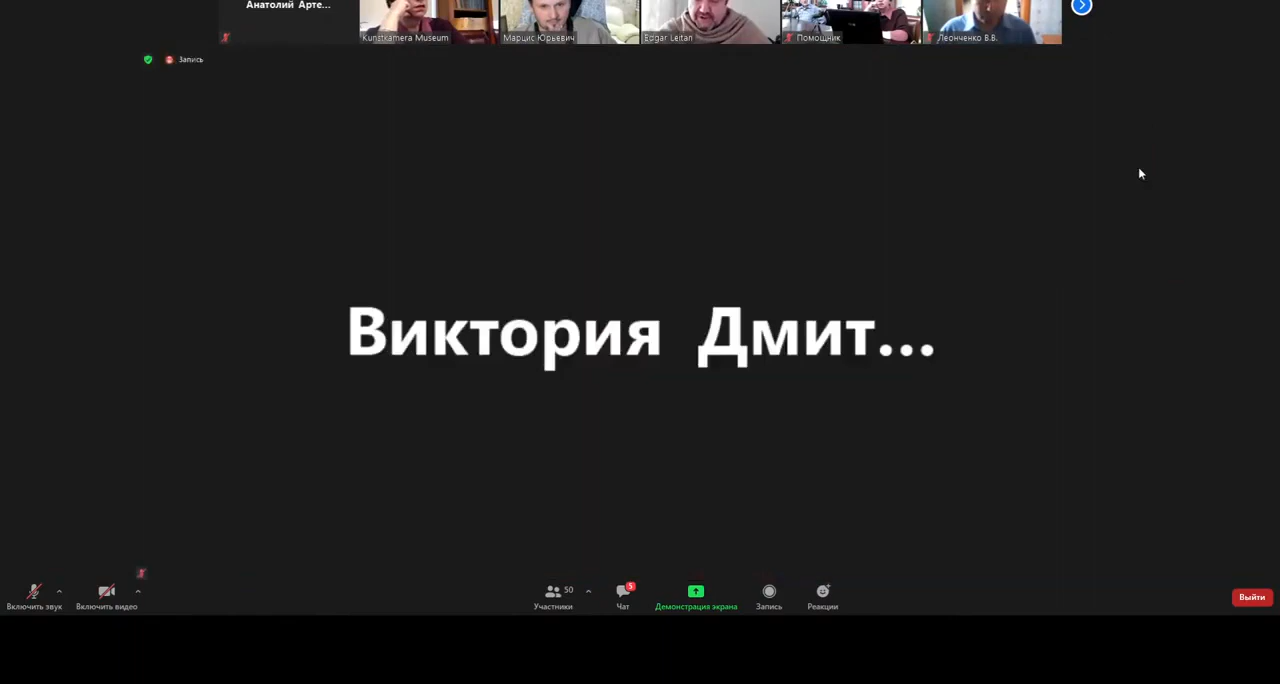 Анатолий Арте...
Kunstkamera Museum
Марцис Юрьевич
Edgar Leitan
Помощник
Леонченко В.В.
Запись
Виктория Дмит...
Включить звук
Включить видео
50
Участники
5
Чат
Демонстрация экрана
Запись
Реакции
Выйти